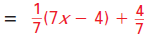 = 1/7(7x − 4) + 4/7